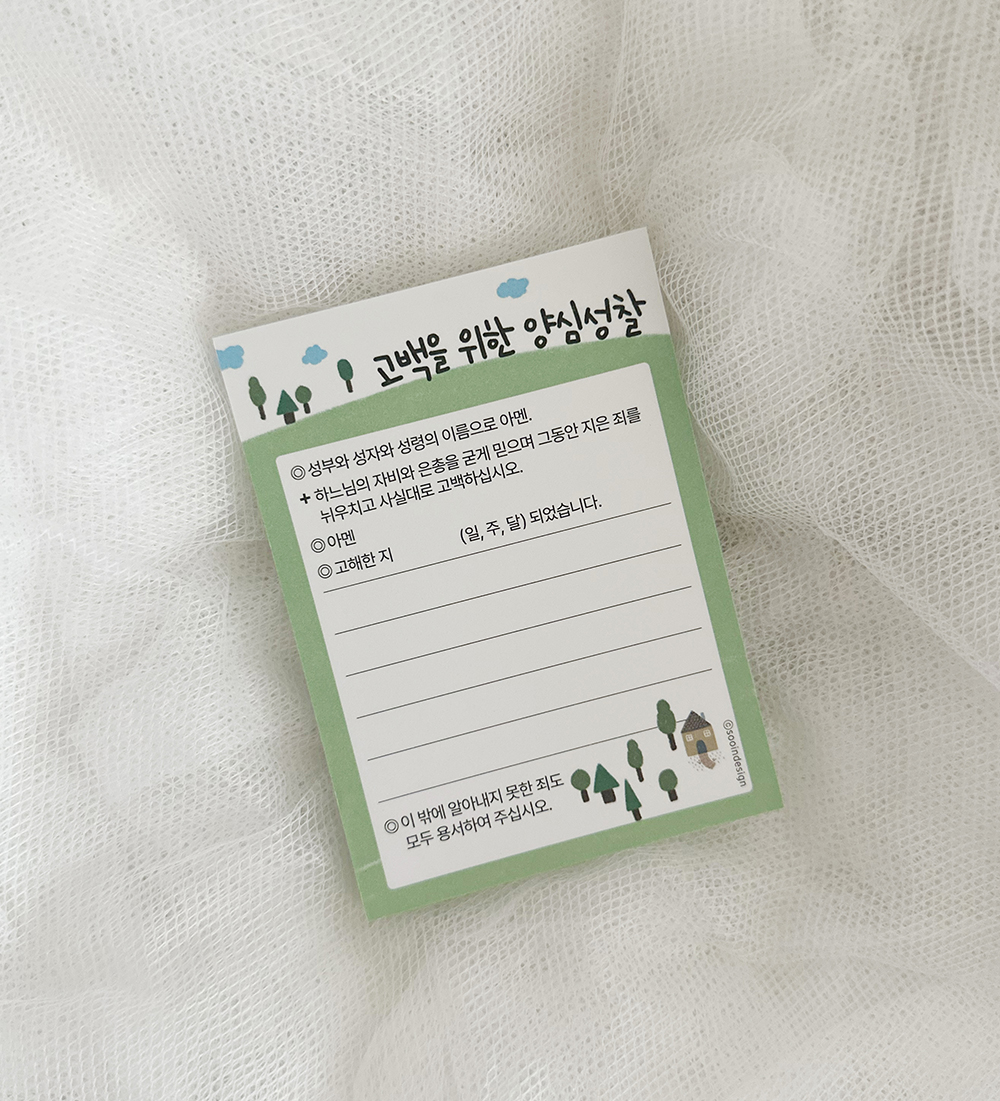 고백을 위한 양심성찰
◎ 성부와 성자와 성령의 이름으로 아멘.
+ 하느님의 자비와 은총을 굳게 믿으며 그동안 지은 죄를
뉘우치고 사실대로 고백하십시오.
◎ 아멘
◎ 고해한 지 (일, 주, 달) 되었습니다.
◎ 이 밖에 알아내지 못한 죄도
모두 용서하여 주십시오.
©sooindesign